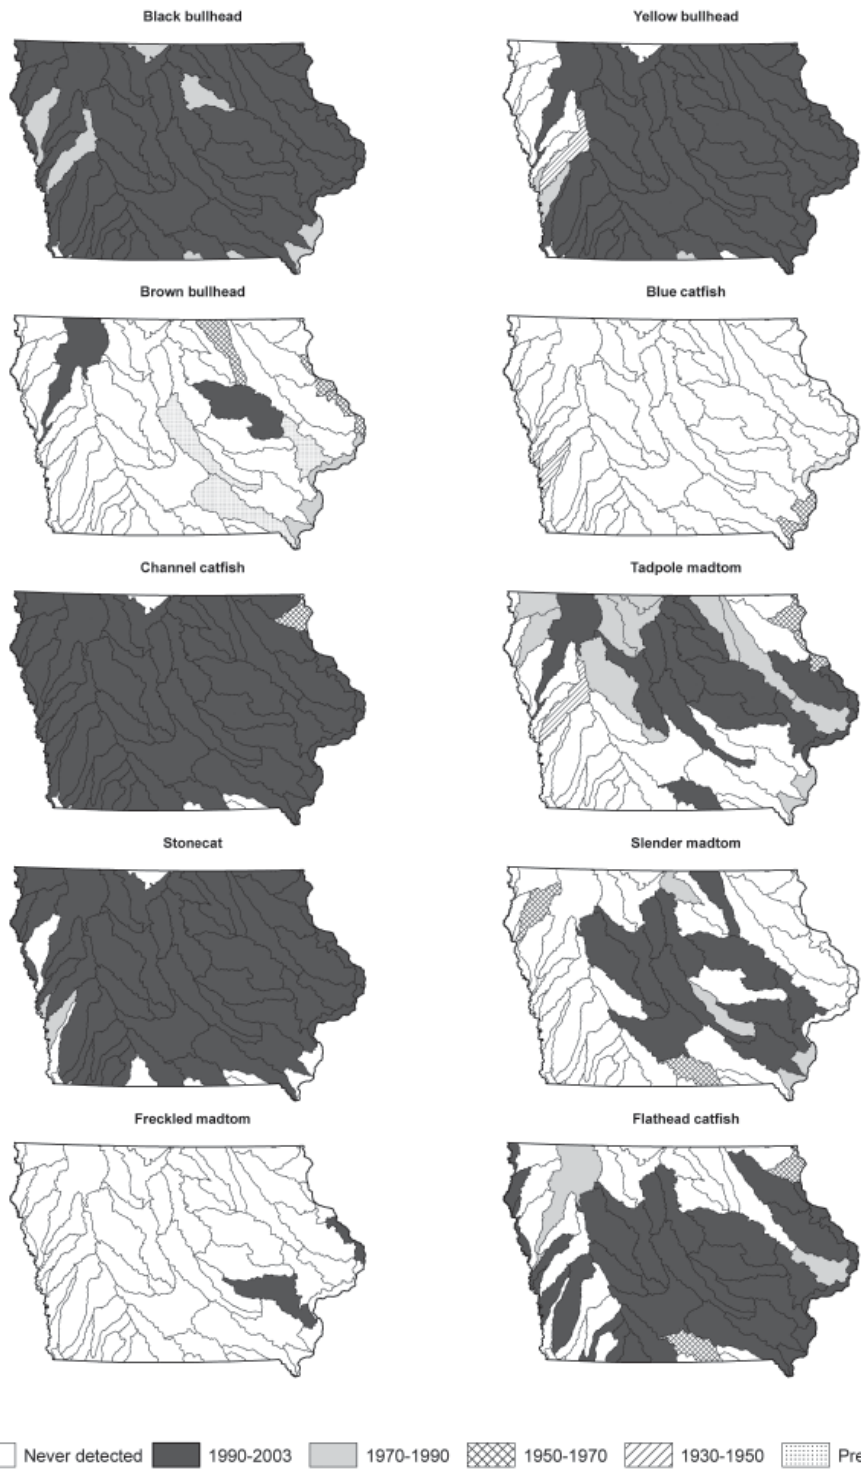 Black bullhead
Yellow bullhead
Brown bullhead
Blue catfish
Channel catfish
Tadpole madtom
Stonecat
Slender madtom
Freckled madtom
Flathead catfish
Never detected 1990-2003 1970-1990 1950-1970 1930-1950 Pre